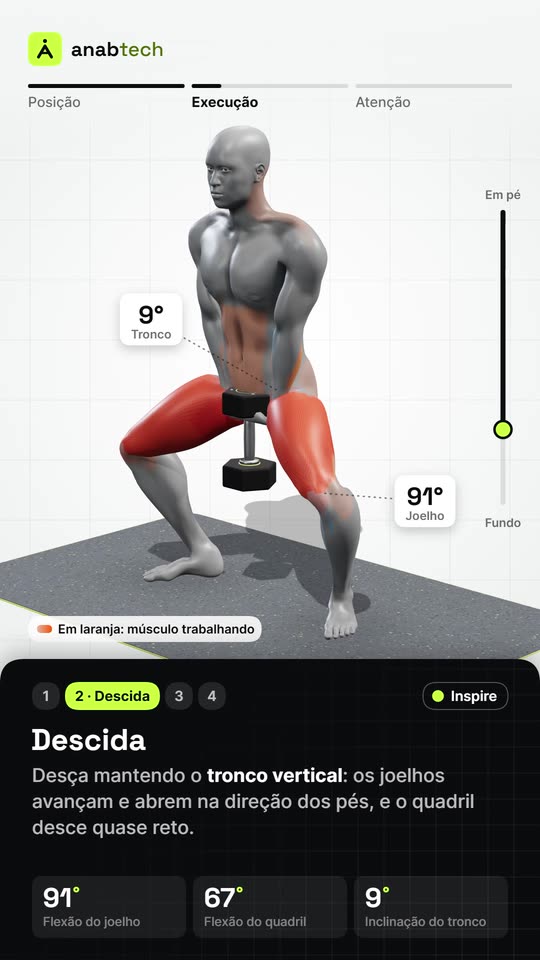 anabtech
Posição
Execução
Atenção
Em pé
9°
Tronco
91°
Joelho
Fundo
Em laranja: músculo trabalhando
1
2 · Descida
3
4
Inspire
Descida
Desça mantendo o tronco vertical: os joelhos
avançam e abrem na direção dos pés, e o quadril
desce quase reto.
91°
67°
9°
Flexão do joelho
Flexão do quadril
Inclinação do tronco